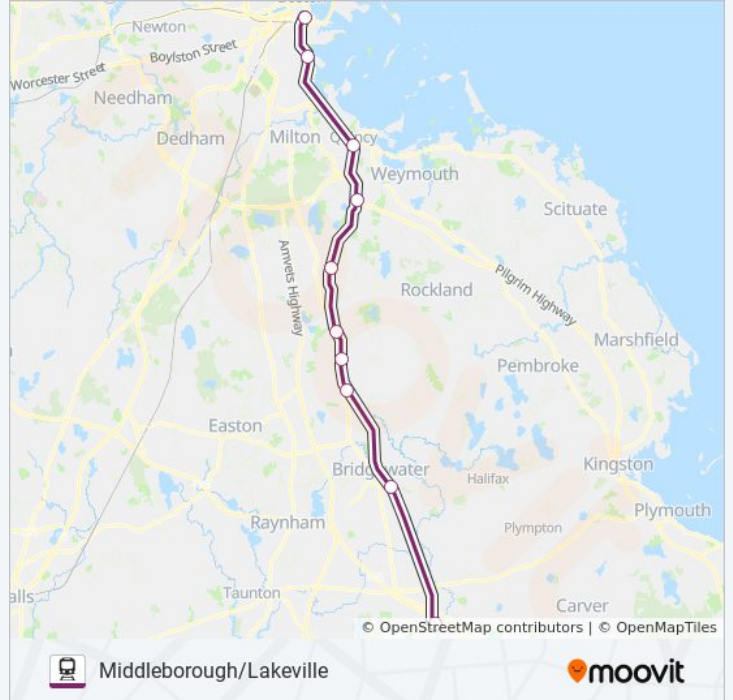 Newton
Boylston Street
Worcester Street
Needham
Dedham
Milton
Weymouth
Scituate
Amvets Highway
Pilgrim Highway
Rockland
Marshfield
Pembroke
Easton
Kingston
Halifax
Plymouth
Raynham
Plympton
Taunton
Carver
© OpenStreetMap contributors | © OpenMapTiles
Middleborough/Lakeville
moovit